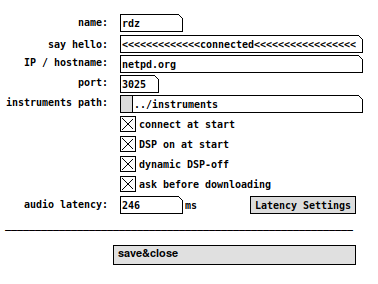 name: rdz
say hello: <<<<<<<<<<<<<connected<<<<<<<<<<<<<<<<<
IP / hostname: netpd.org
port: 3025
instruments path: ../instruments
connect at start
DSP on at start
dynamic DSP-off
ask before downloading
audio latency: 246 ms Latency Settings
save&close